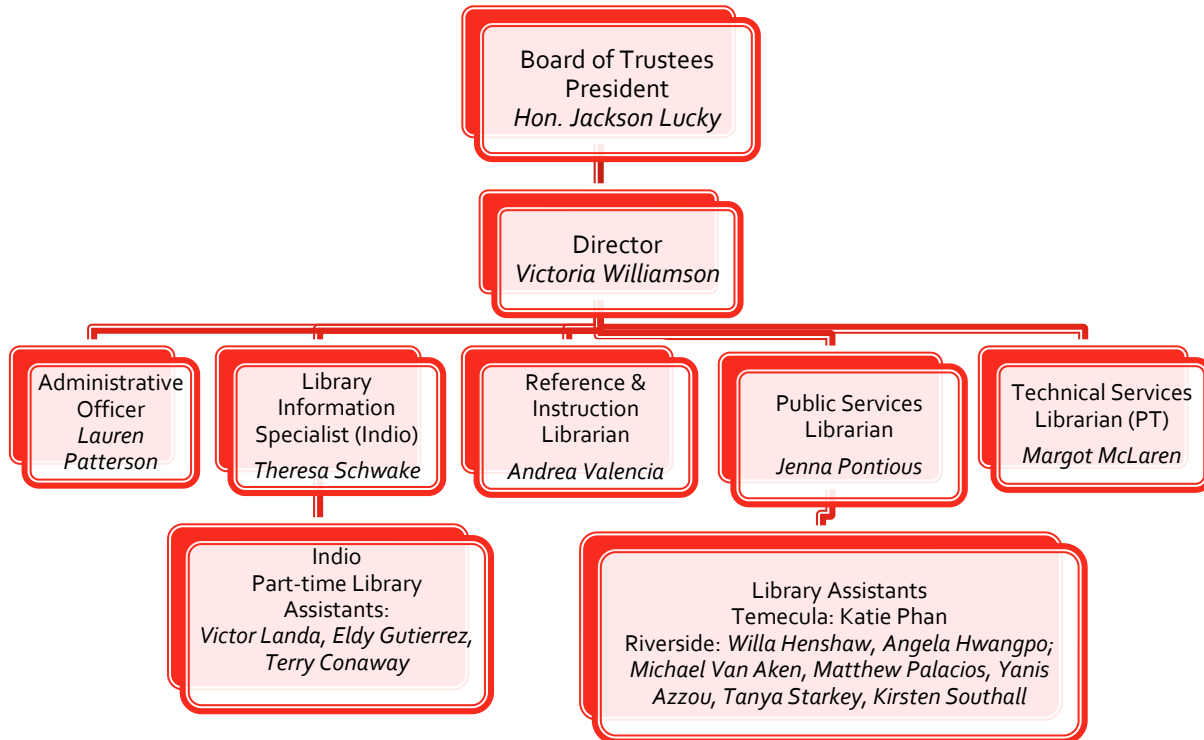 Board of Trustees
President
Hon. Jackson Lucky
Director
Victoria Williamson
Administrative
Officer
Lauren
Patterson
Library
Information
Specialist (Indio)
Theresa Schwake
Reference &
Instruction
Librarian
Andrea Valencia
Public Services
Librarian
Jenna Pontious
Technical Services
Librarian (PT)
Margot McLaren
Indio
Part-time Library
Assistants:
Victor Landa, Eldy Gutierrez,
Terry Conaway
Library Assistants
Temecula: Katie Phan
Riverside: Willa Henshaw, Angela Hwangpo;
Michael Van Aken, Matthew Palacios, Yanis
Azzou, Tanya Starkey, Kirsten Southall